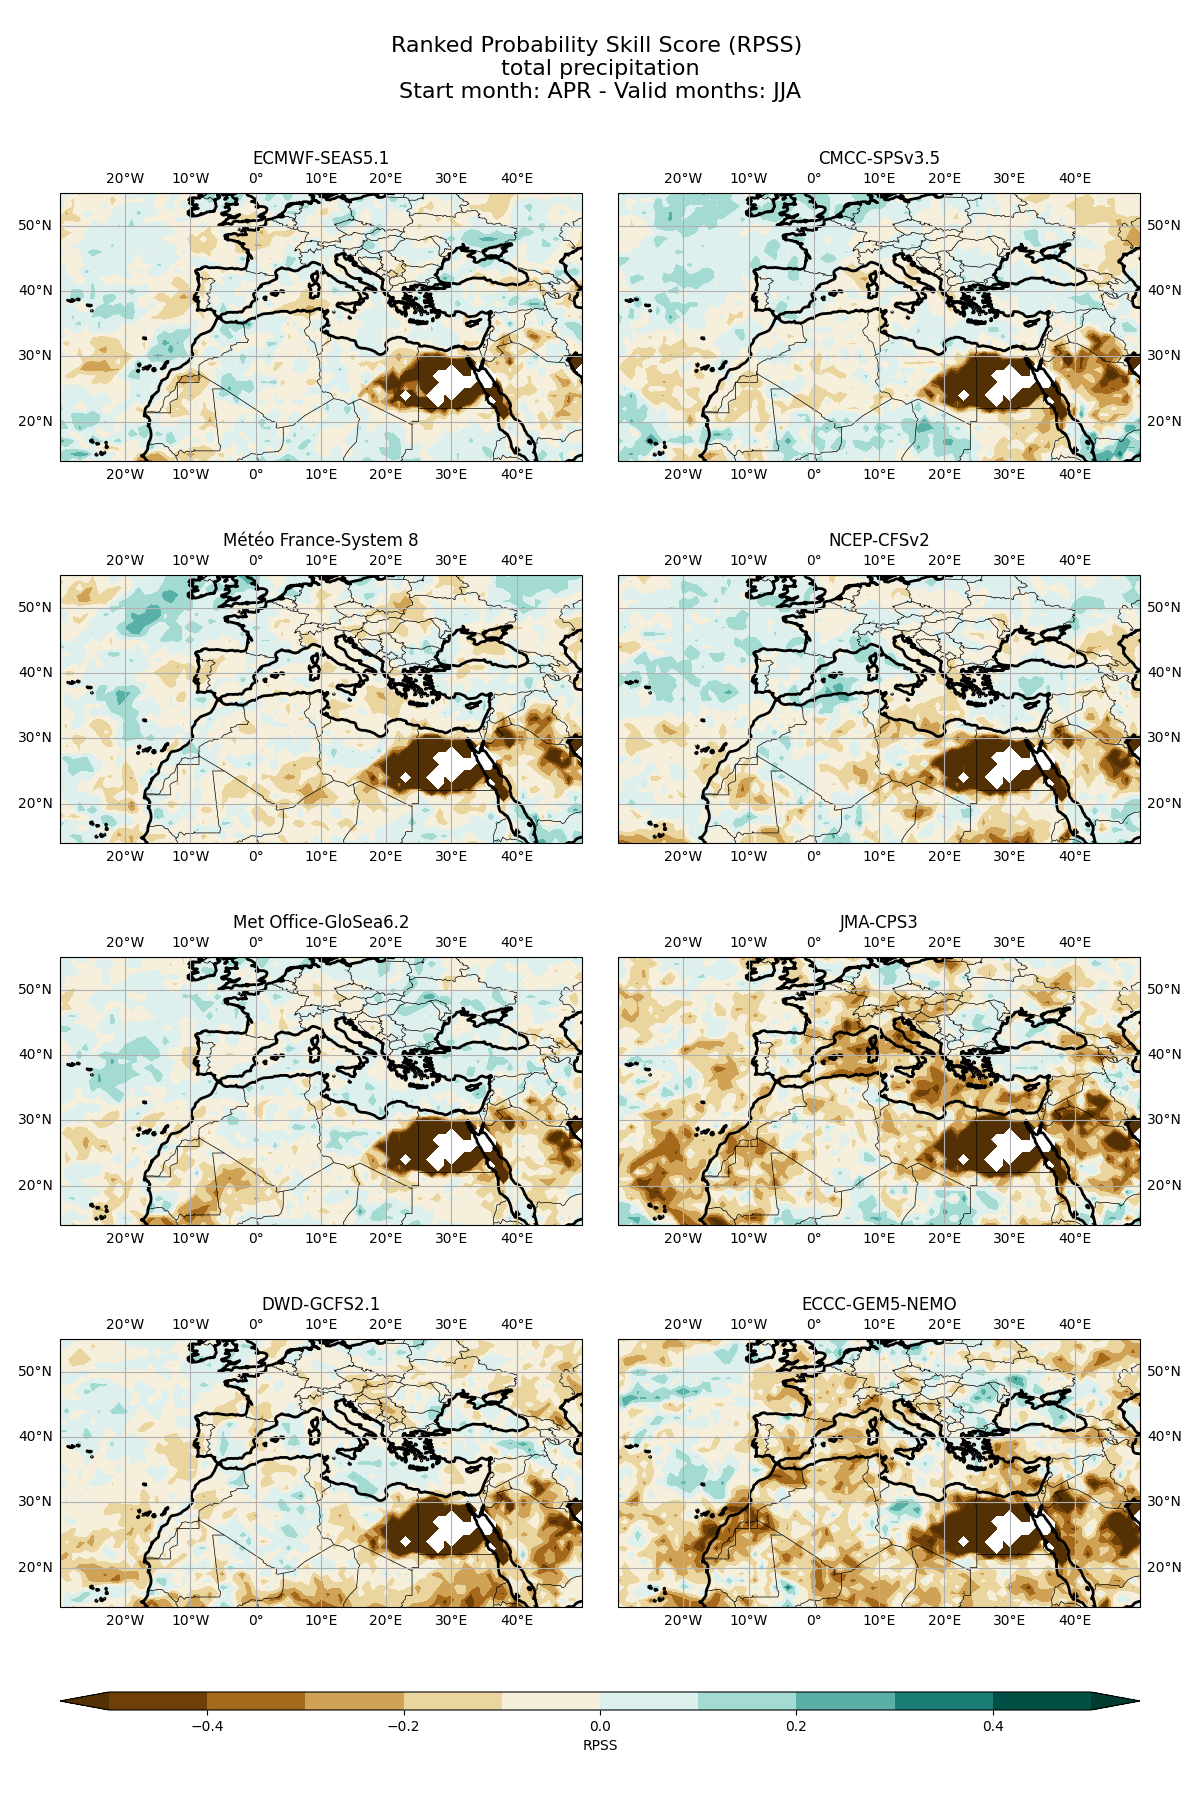 Ranked Probability Skill Score (RPSS)
total precipitation
Start month: APR - Valid months: JJA
ECMWF-SEAS5.1
CMCC-SPSv3.5
20°W 10°W 0° 10°E 20°E 30°E 40°E
20°W 10°W 0° 10°E 20°E 30°E 40°E
50°N
50°N
40°N
40°N
30°N
30°N
20°N
20°N
20°W 10°W 0° 10°E 20°E 30°E 40°E
20°W 10°W 0° 10°E 20°E 30°E 40°E
Météo France-System 8
NCEP-CFSv2
20°W 10°W 0° 10°E 20°E 30°E 40°E
20°W 10°W 0° 10°E 20°E 30°E 40°E
50°N
50°N
40°N
40°N
30°N
30°N
20°N
20°N
20°W 10°W 0° 10°E 20°E 30°E 40°E
20°W 10°W 0° 10°E 20°E 30°E 40°E
Met Office-GloSea6.2
JMA-CPS3
20°W 10°W 0° 10°E 20°E 30°E 40°E
20°W 10°W 0° 10°E 20°E 30°E 40°E
50°N
50°N
40°N
40°N
30°N
30°N
20°N
20°N
20°W 10°W 0° 10°E 20°E 30°E 40°E
20°W 10°W 0° 10°E 20°E 30°E 40°E
DWD-GCFS2.1
ECCC-GEM5-NEMO
20°W 10°W 0° 10°E 20°E 30°E 40°E
20°W 10°W 0° 10°E 20°E 30°E 40°E
50°N
50°N
40°N
40°N
30°N
30°N
20°N
20°N
20°W 10°W 0° 10°E 20°E 30°E 40°E
20°W 10°W 0° 10°E 20°E 30°E 40°E
−0.4 −0.2 0.0 0.2 0.4
RPSS